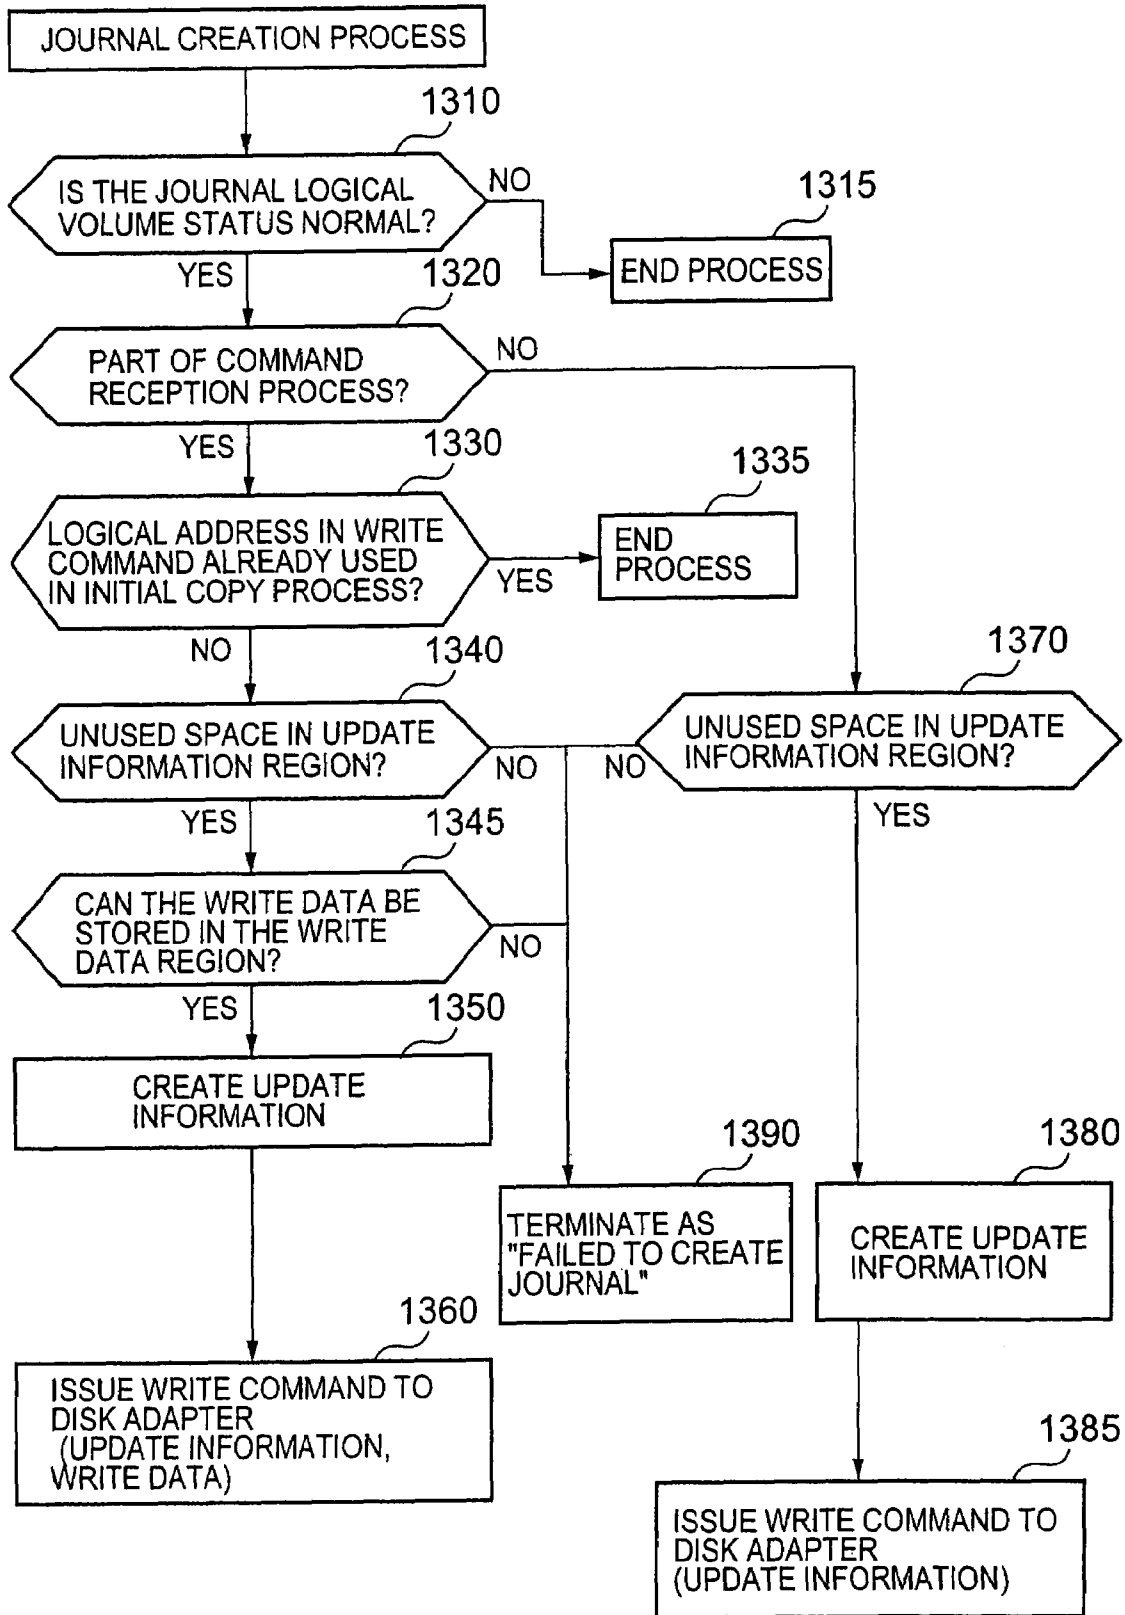 JOURNAL CREATION PROCESS
1310
IS THE JOURNAL LOGICAL
VOLUME STATUS NORMAL?
NO
1315
END PROCESS
YES
1320
PART OF COMMAND
RECEPTION PROCESS?
NO
YES
1330
LOGICAL ADDRESS IN WRITE
COMMAND ALREADY USED
IN INITIAL COPY PROCESS?
YES
1335
END
PROCESS
NO
1340
UNUSED SPACE IN UPDATE
INFORMATION REGION?
NO
1370
UNUSED SPACE IN UPDATE
INFORMATION REGION?
NO
YES
YES
1345
CAN THE WRITE DATA BE
STORED IN THE WRITE
DATA REGION?
NO
YES
1350
CREATE UPDATE
INFORMATION
1390
TERMINATE AS
"FAILED TO CREATE
JOURNAL"
1380
CREATE UPDATE
INFORMATION
1360
ISSUE WRITE COMMAND TO
DISK ADAPTER
(UPDATE INFORMATION,
WRITE DATA)
1385
ISSUE WRITE COMMAND TO
DISK ADAPTER
(UPDATE INFORMATION)